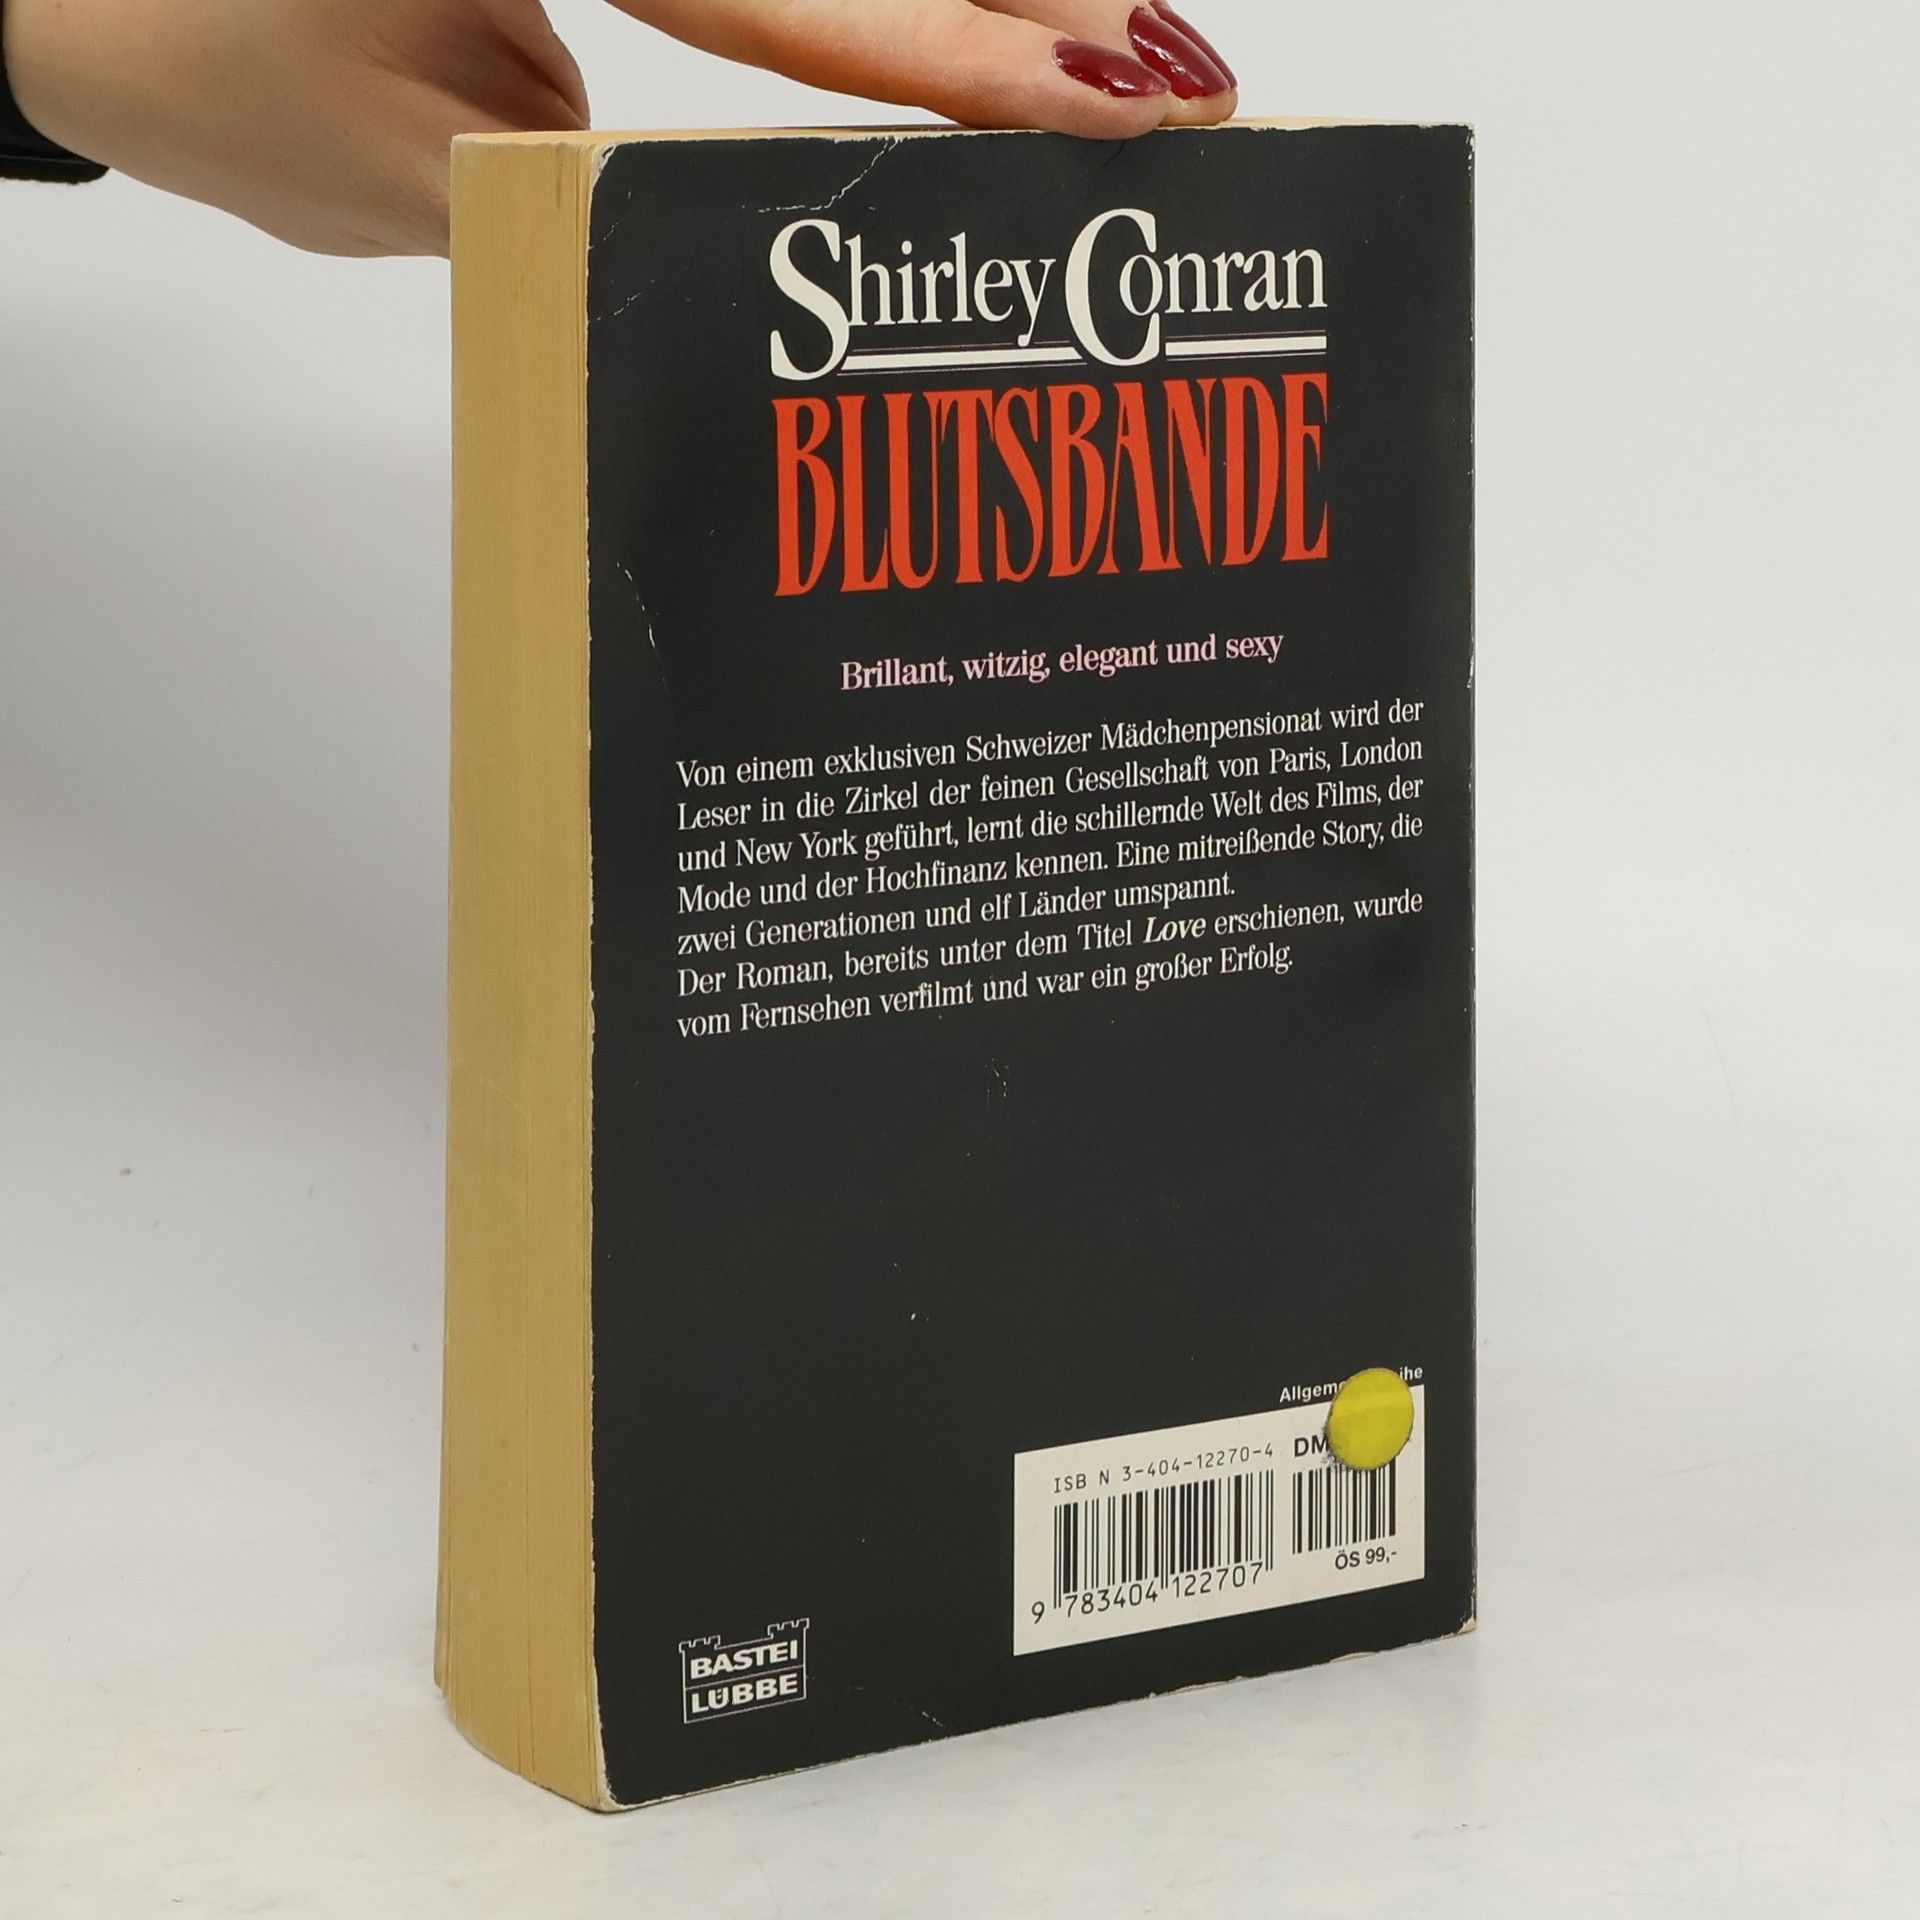 Shirley Conran
BLUTSBANDE
Brillant, witzig, elegant und sexy
Von einem exklusiven Schweizer Mädchenpensionat wird der
Leser in die Zirkel der feinen Gesellschaft von Paris, London
und New York geführt, lernt die schillernde Welt des Films, der
Mode und der Hochfinanz kennen. Eine mitreißende Story, die
zwei Generationen und elf Länder umspannt.
Der Roman, bereits unter dem Titel Love erschienen, wurde
vom Fernsehen verfilmt und war ein großer Erfolg.
ISBN 3-404-12270-4 DM
9 783404 122707
ÖS 99,-
BASTEI
LÜBBE